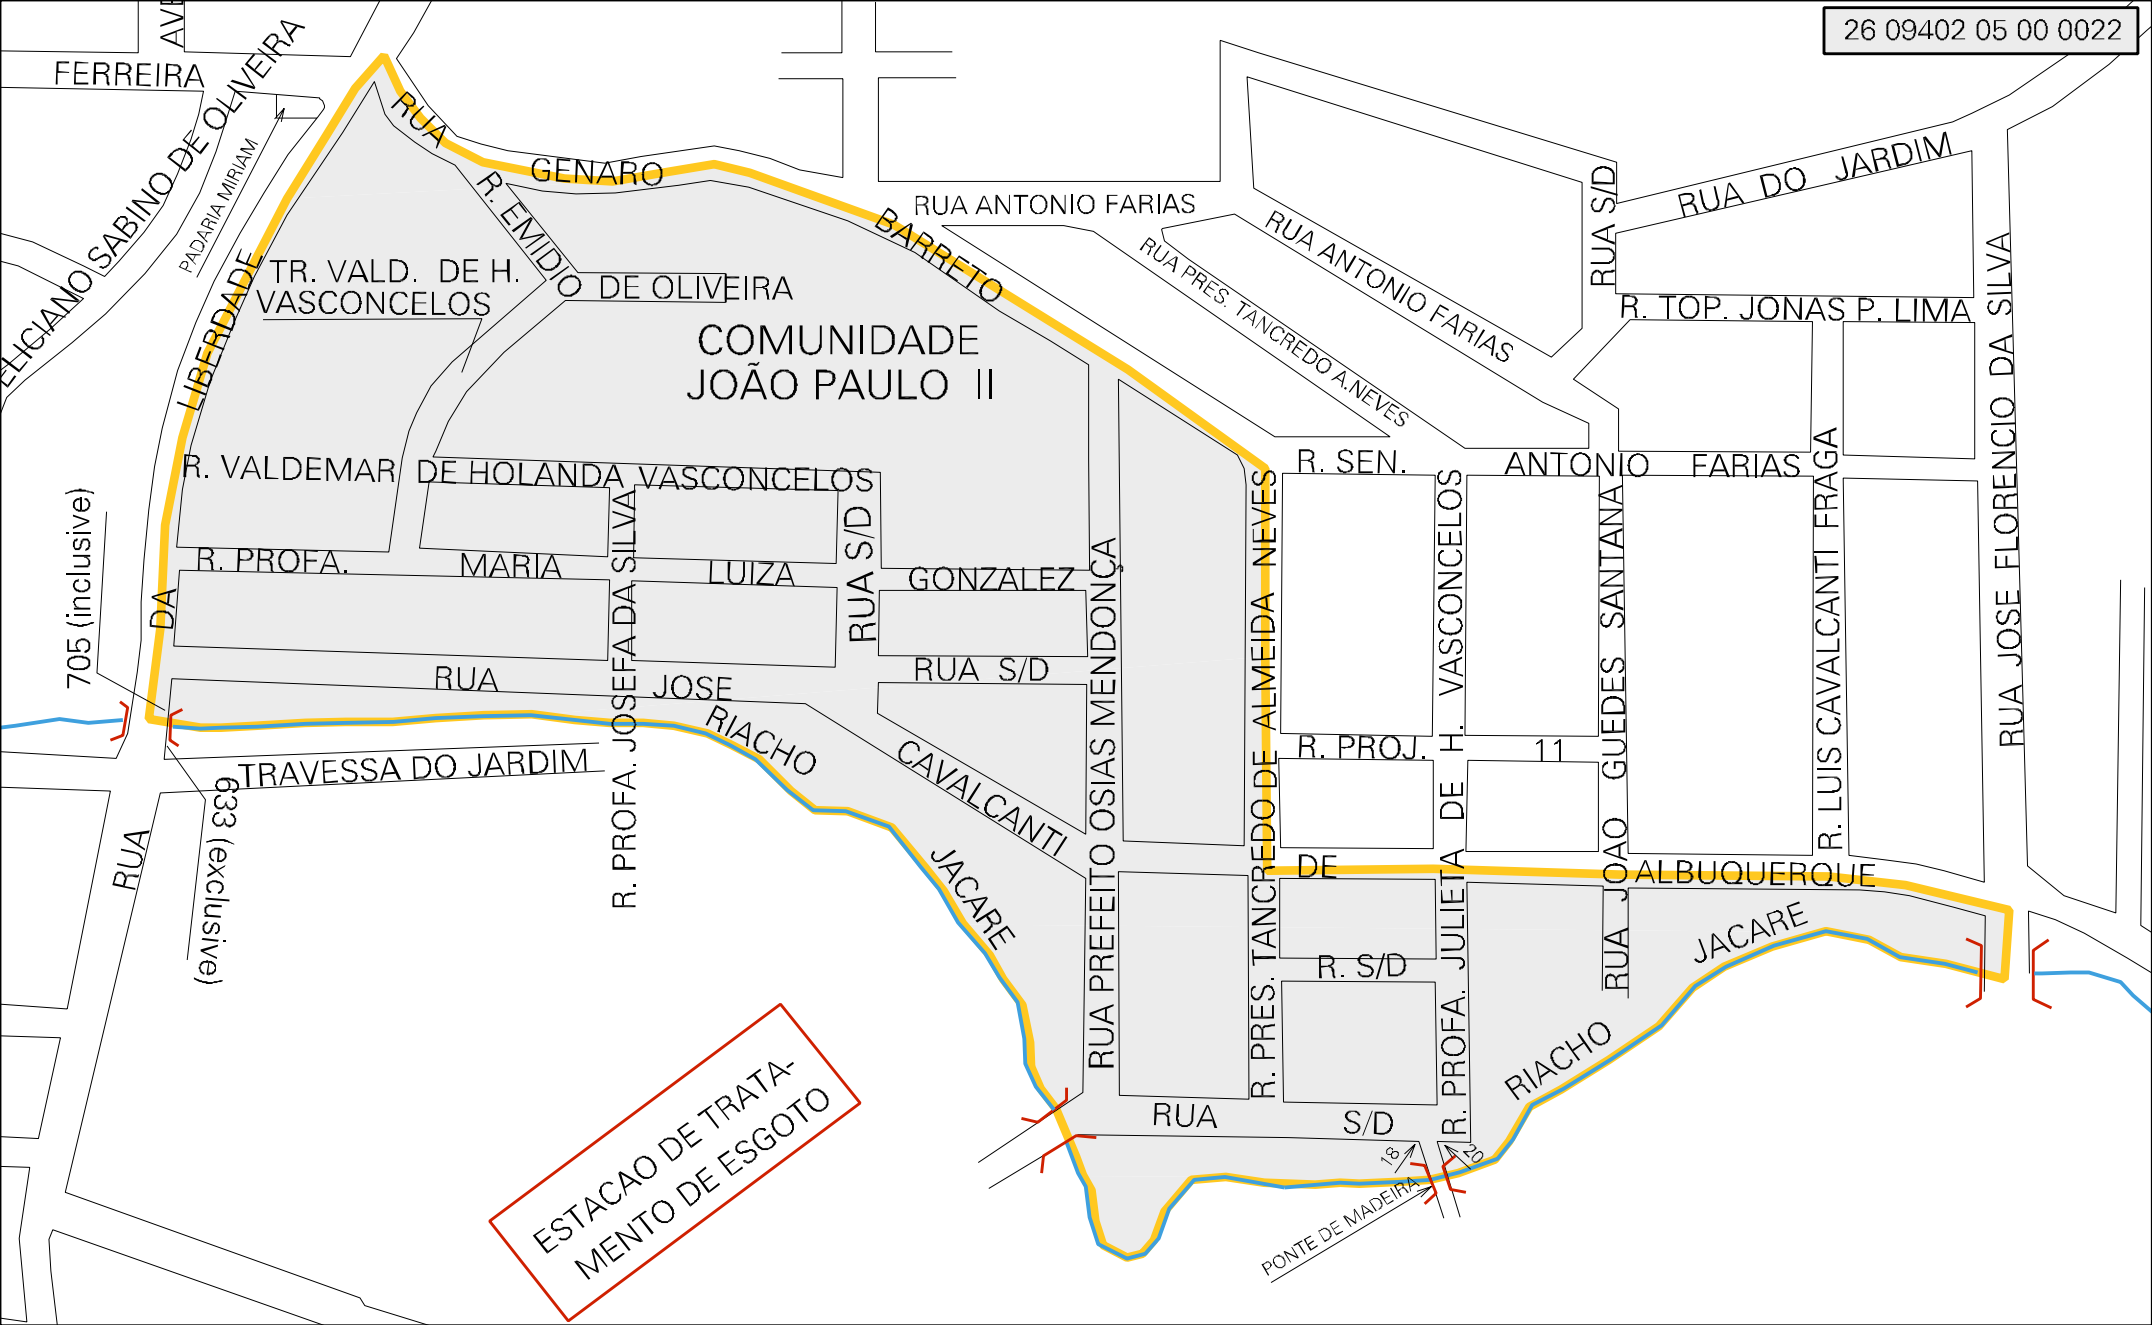 26 09402 05 00 0022
AVE
FERREIRA
ELICIANO SABINO DE OLIVEIRA
PADARIA MIRIAM
RUA GENARO BARRETO
R. EMIDIO DE OLIVEIRA
TR. VALD. DE H.
VASCONCELOS
COMUNIDADE
JOÃO PAULO II
RUA ANTONIO FARIAS
RUA PRES. TANCREDO A.NEVES
RUA ANTONIO FARIAS
RUA S/D
RUA DO JARDIM
R. TOP. JONAS P. LIMA
RUA JOSE FLORENCIO DA SILVA
R. VALDEMAR DE HOLANDA VASCONCELOS
R. SEN. ANTONIO FARIAS
R. PROFA. MARIA LUIZA GONZALEZ
RUA S/D
RUA S/D
RUA JOSE CAVALCANTI DE ALBUQUERQUE
R. PROFA. JOSEFA DA SILVA
RUA PREFEITO OSIAS MENDONÇA
R. PRES. TANCREDO DE ALMEIDA NEVES
R. PROFA. JULIETA DE H. VASCONCELOS
RUA JOAO GUEDES SANTANA
R. LUIS CAVALCANTI FRAGA
R. PROJ. 11
705 (inclusive)
633 (exclusive)
RUA DA LIBERDADE
TRAVESSA DO JARDIM
RIACHO JACARE
R. S/D
RIACHO JACARE
RUA S/D
18
20
PONTE DE MADEIRA
ESTACAO DE TRATA-
MENTO DE ESGOTO